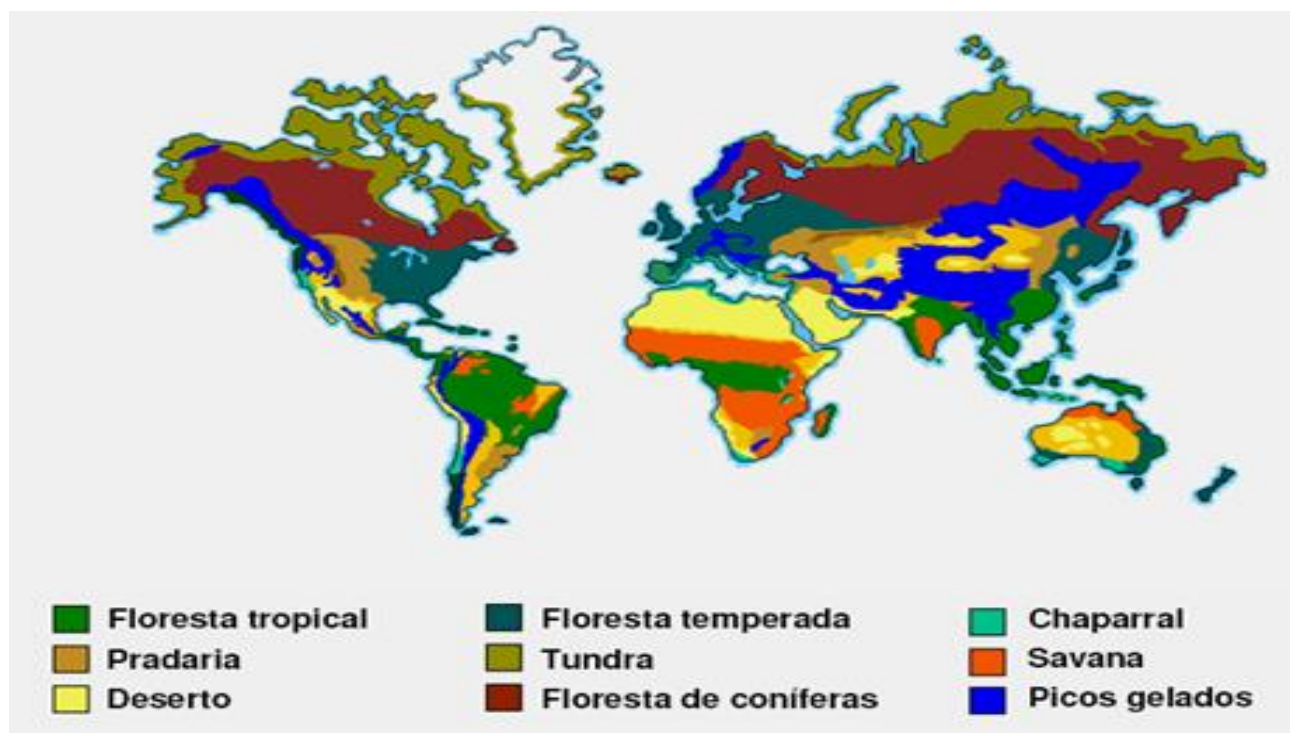 Floresta tropical
Floresta temperada
Chaparral
Pradaria
Tundra
Savana
Deserto
Floresta de coníferas
Picos gelados